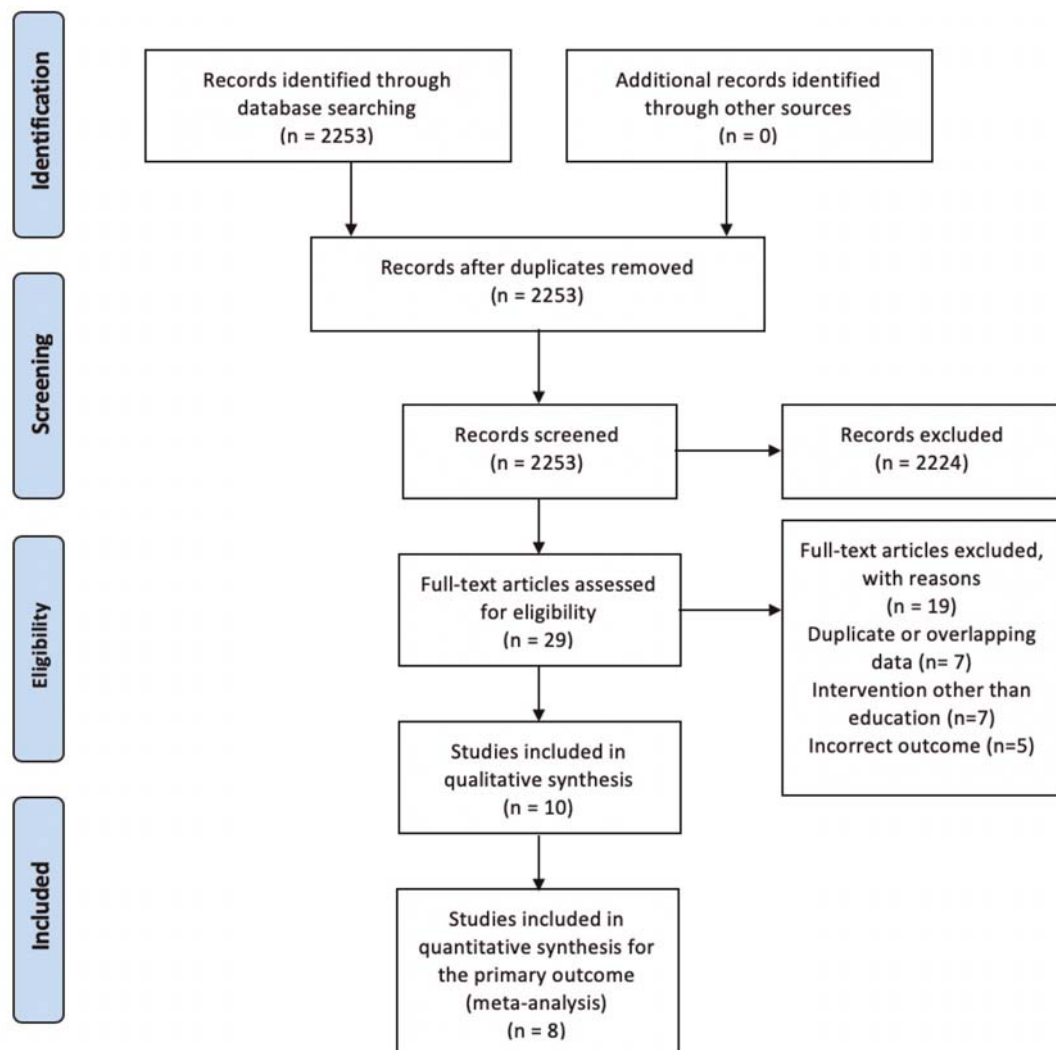 Identification
Records identified through
database searching
(n = 2253)
Additional records identified
through other sources
(n = 0)
Records after duplicates removed
(n = 2253)
Screening
Records screened
(n = 2253)
Records excluded
(n = 2224)
Eligibility
Full-text articles assessed
for eligibility
(n = 29)
Full-text articles excluded,
with reasons
(n = 19)
Duplicate or overlapping
data (n= 7)
Intervention other than
education (n=7)
Incorrect outcome (n=5)
Studies included in
qualitative synthesis
(n = 10)
Included
Studies included in
quantitative synthesis for
the primary outcome
(meta-analysis)
(n = 8)